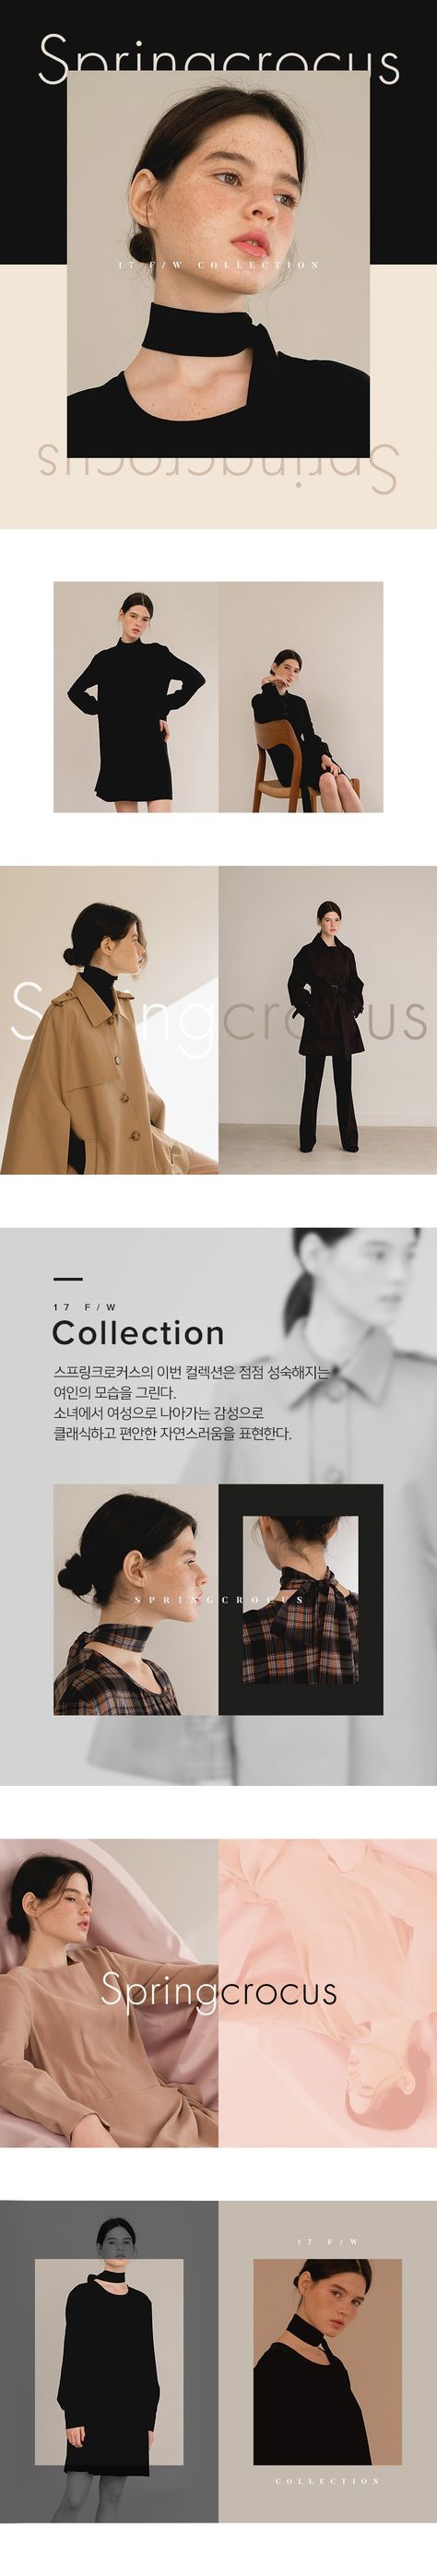 Springcrocus
17 F/W COLLECTION
Springcrocus
Springcrocus
17 F/W
Collection
스프링크로커스의 이번 컬렉션은 점점 성숙해지는
여인의 모습을 그린다.
소녀에서 여성으로 나아가는 감성으로
클래식하고 편안한 자연스러움을 표현한다.
SPRINGCROCUS
Springcrocus
17 F/W
COLLECTION